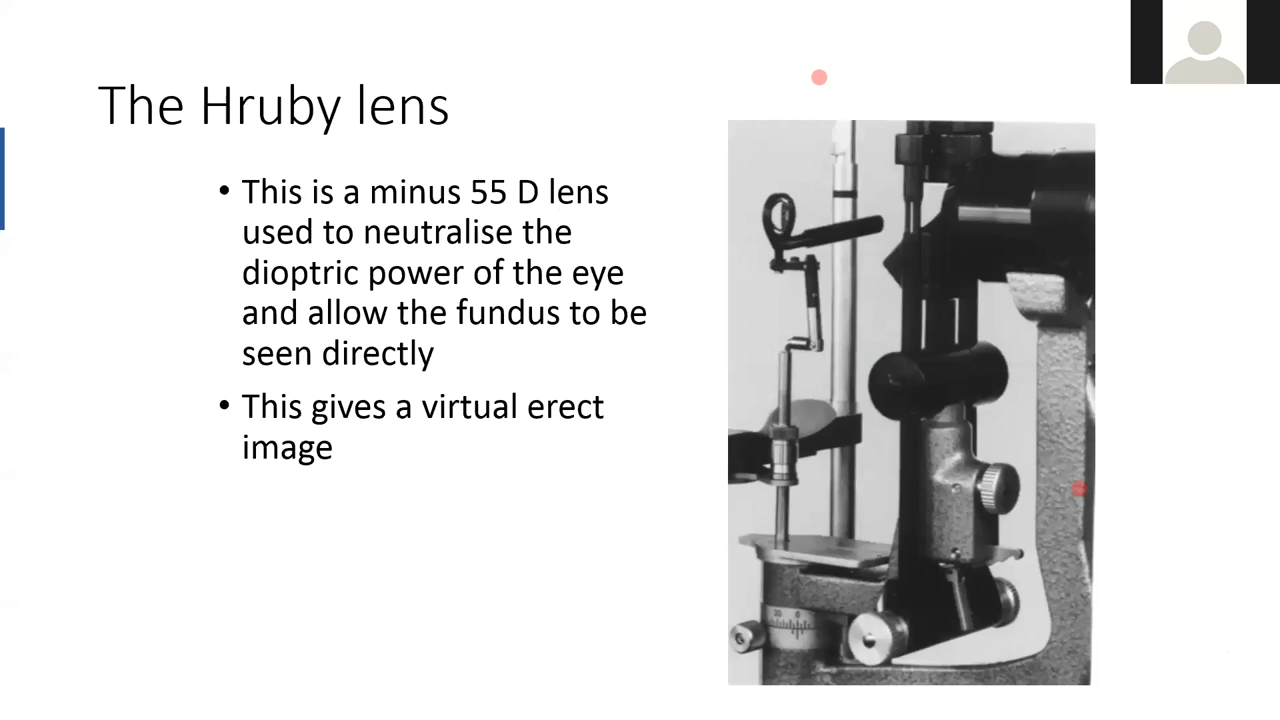 The Hruby lens
• This is a minus 55 D lens
used to neutralise the
dioptric power of the eye
and allow the fundus to be
seen directly
• This gives a virtual erect
image